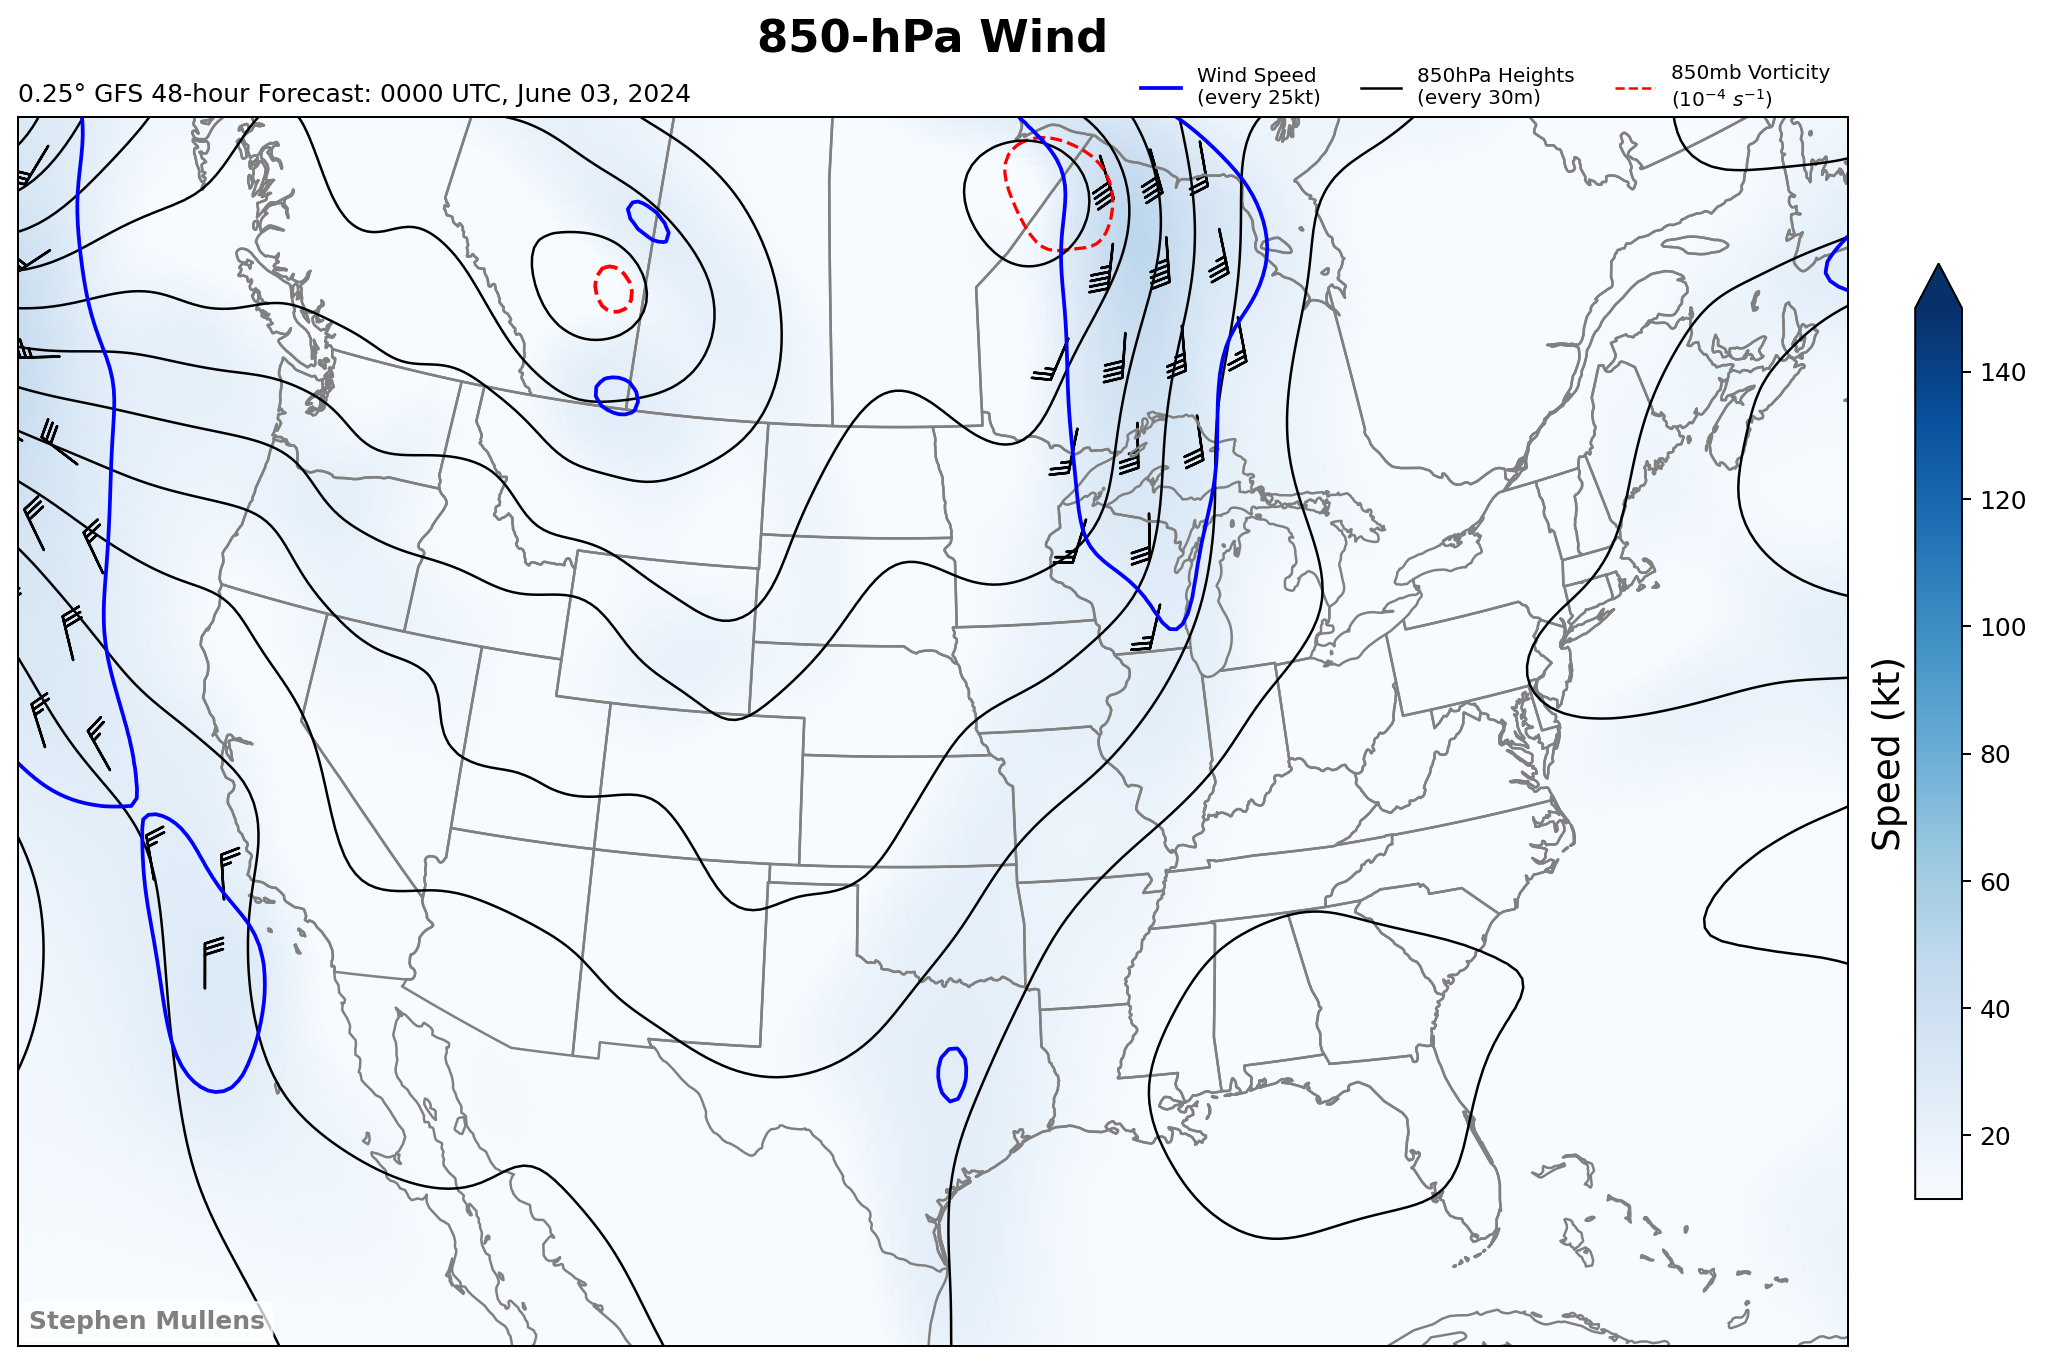 850-hPa Wind
0.25° GFS 48-hour Forecast: 0000 UTC, June 03, 2024
Wind Speed
(every 25kt)
850hPa Heights
(every 30m)
850mb Vorticity
(10⁻⁴ s⁻¹)
140
120
100
80
60
40
20
Speed (kt)
Stephen Mullens